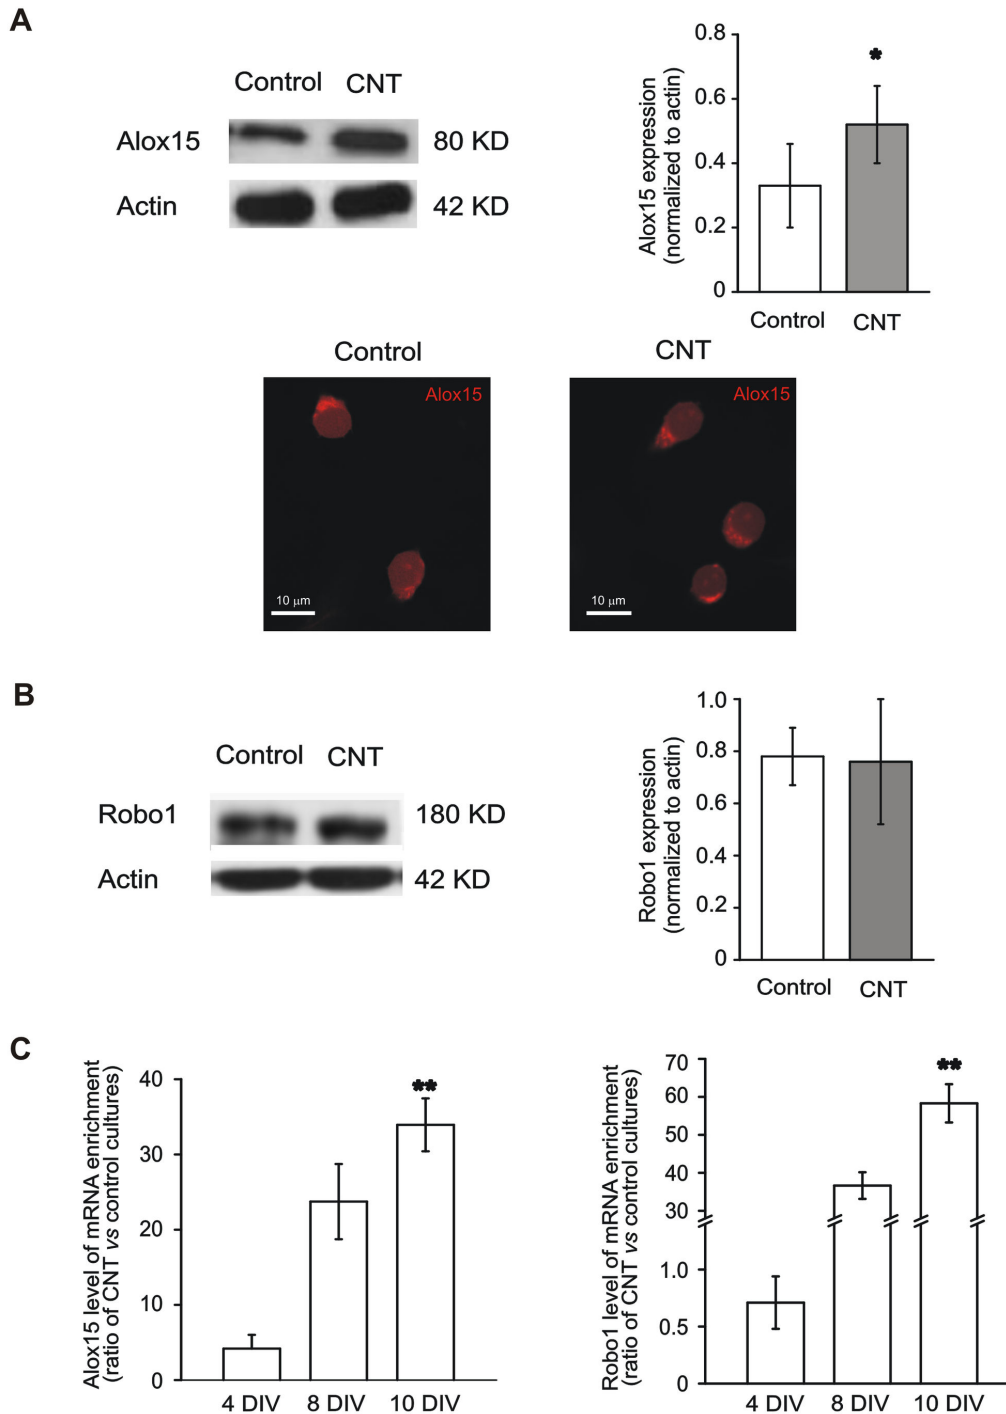 A
Control CNT
Alox15 80 KD
Actin 42 KD
Alox15 expression
(normalized to actin)
0.8
0.6
0.4
0.2
0
*
Control CNT
Control
CNT
Alox15
10 µm
Alox15
10 µm
B
Control CNT
Robo1 180 KD
Actin 42 KD
Robo1 expression
(normalized to actin)
1.0
0.8
0.6
0.4
0.2
0
Control CNT
C
Alox15 level of mRNA enrichment
(ratio of CNT vs control cultures)
40
30
20
10
0
**
4 DIV 8 DIV 10 DIV
Robo1 level of mRNA enrichment
(ratio of CNT vs control cultures)
70
60
50
40
30
1.0
0.5
0
**
4 DIV 8 DIV 10 DIV